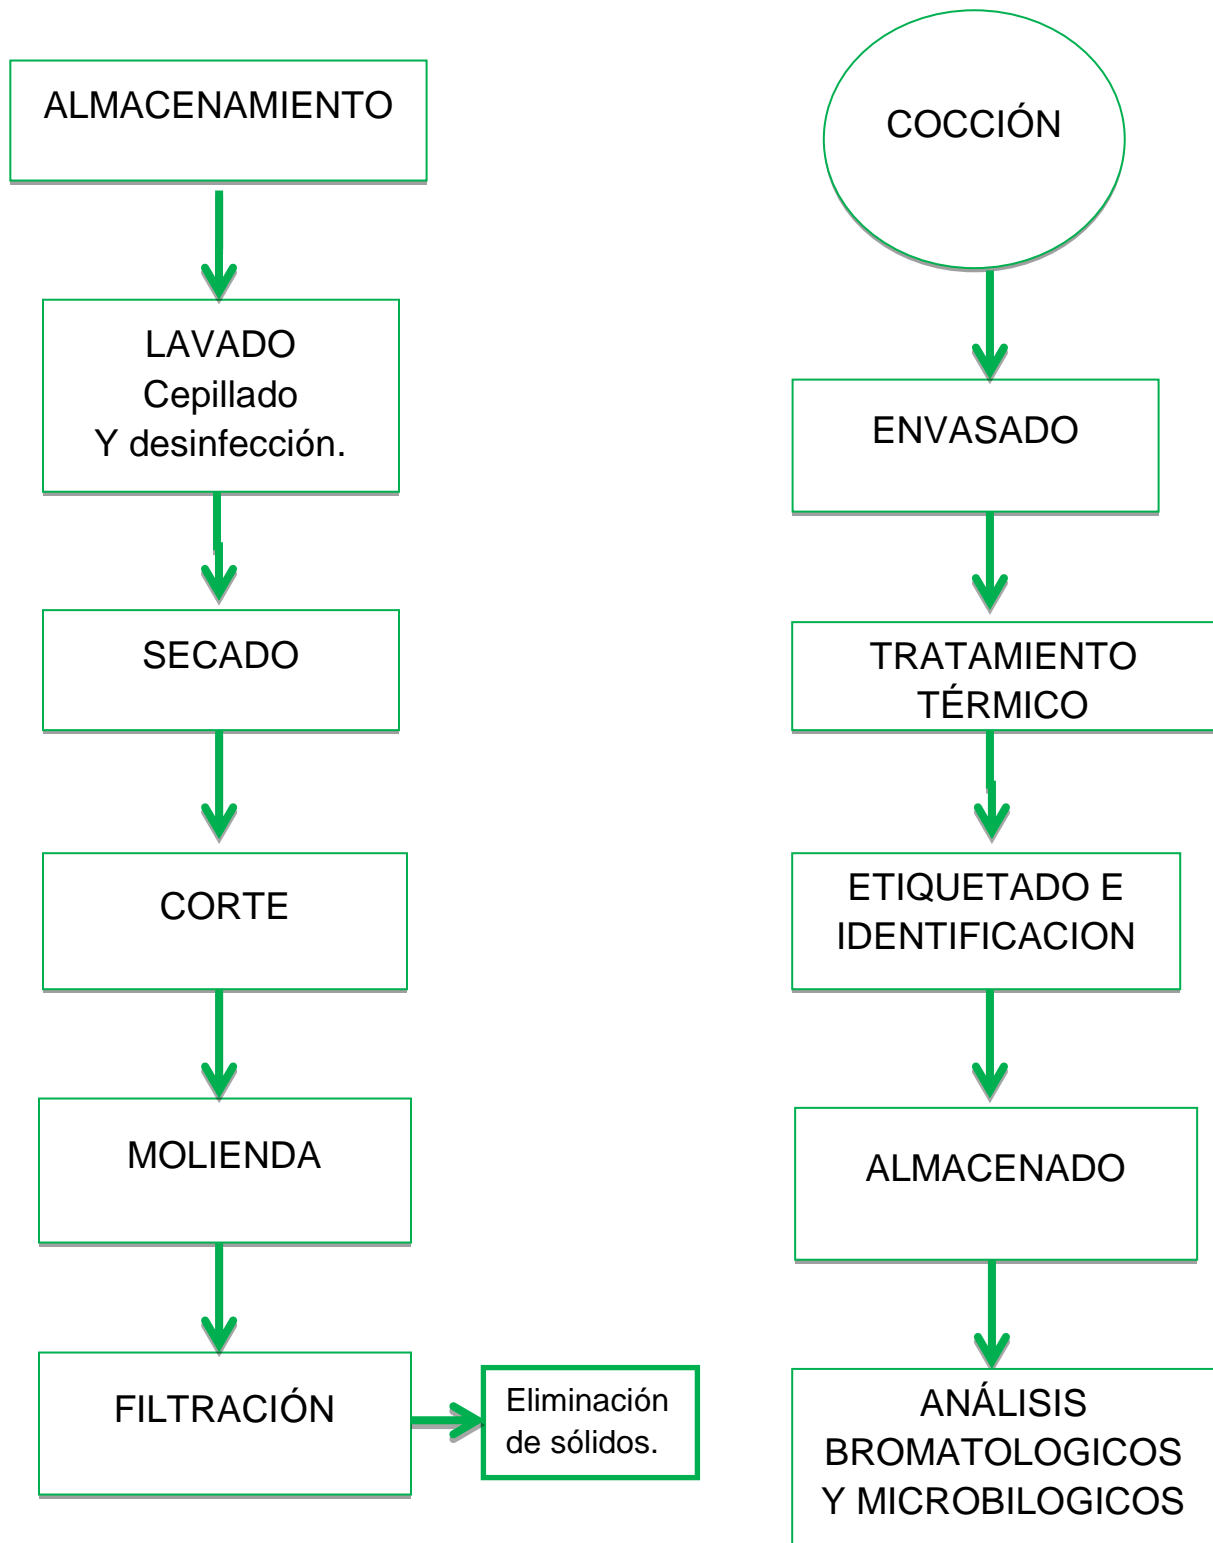 ALMACENAMIENTO
LAVADO
Cepillado
Y desinfección.
SECADO
CORTE
MOLIENDA
FILTRACIÓN
Eliminación
de sólidos.
COCCIÓN
ENVASADO
TRATAMIENTO
TÉRMICO
ETIQUETADO E
IDENTIFICACION
ALMACENADO
ANÁLISIS
BROMATOLOGICOS
Y MICROBILOGICOS